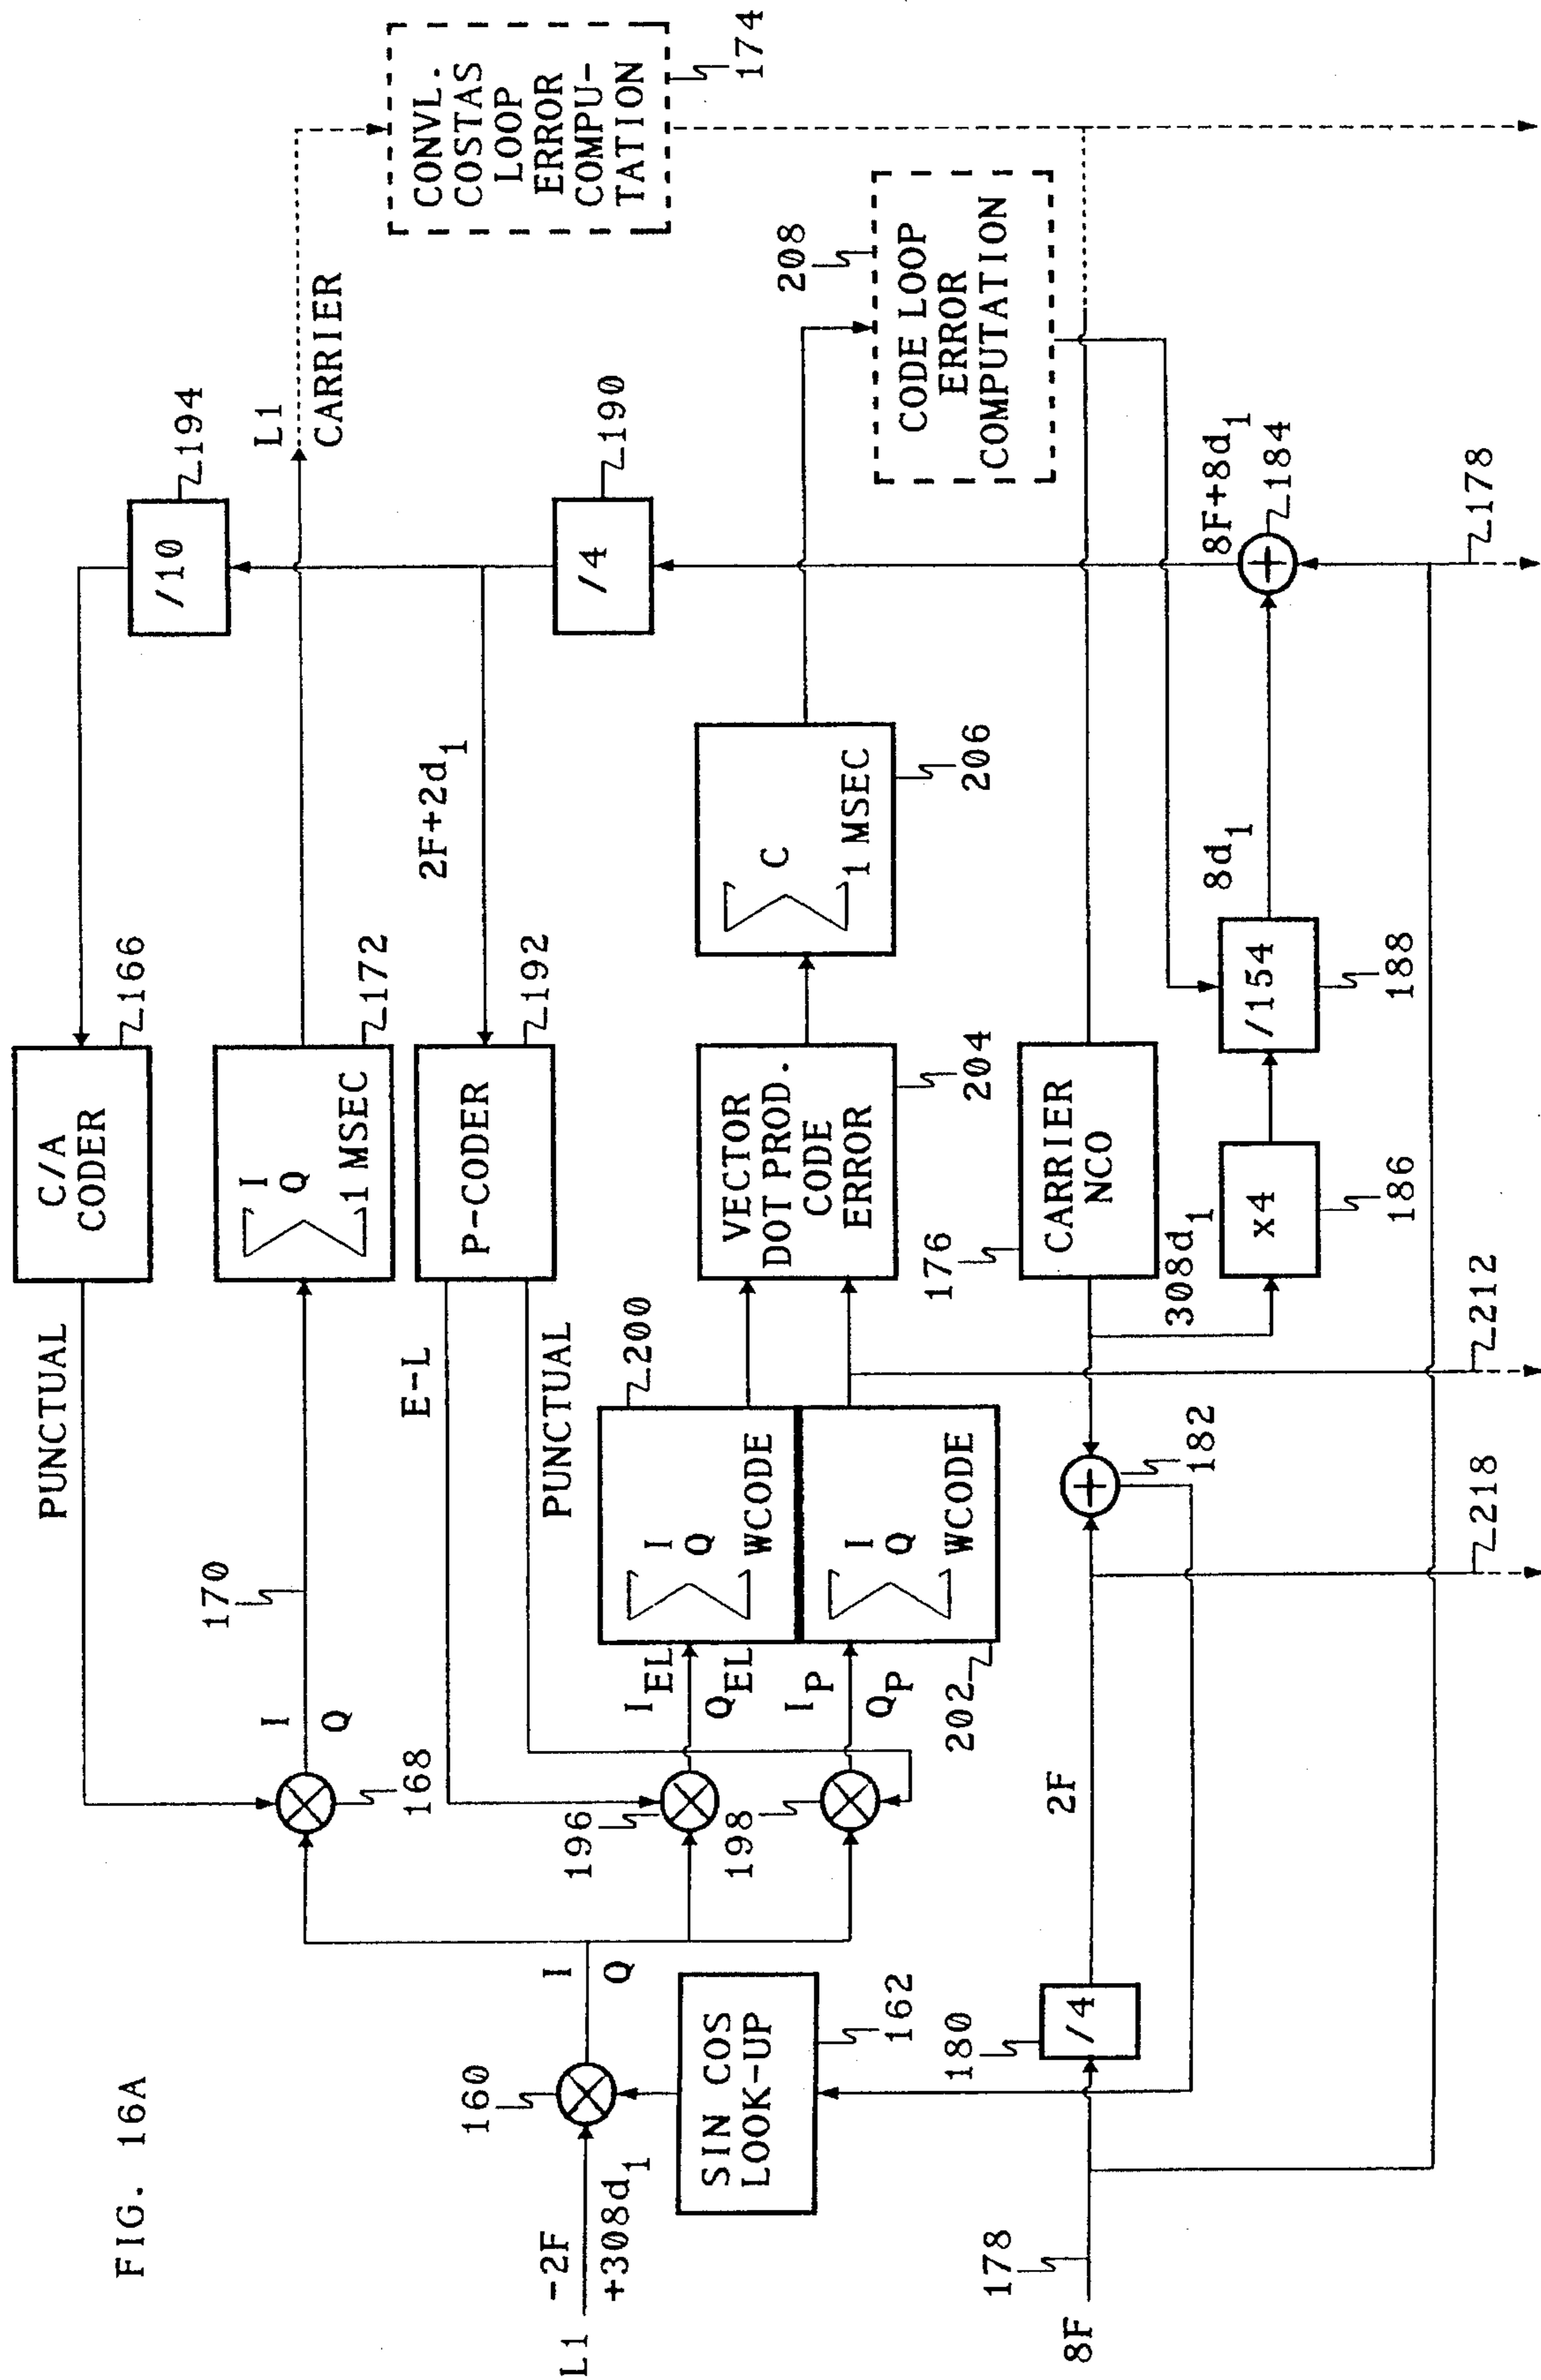 FIG. 16A
C/A
CODER
166
PUNCTUAL
/10
194
L1
CARRIER
CONVL.
COSTAS
LOOP
ERROR
COMPU-
TATION
174
170
I
Q
168
∑ I
Q
1 MSEC
172
P-CODER
192
2F+2d1
E-L
PUNCTUAL
/4
190
L1
-2F
+308d1
160
I
Q
SIN COS
LOOK-UP
162
196
198
IEL
QEL
IP
QP
∑ I
Q
WCODE
200
∑ I
Q
WCODE
202
VECTOR
DOT PROD.
CODE
ERROR
204
∑ C
1 MSEC
206
208
CODE LOOP
ERROR
COMPUTATION
8F
178
180
/4
2F
182
176
CARRIER
NCO
308d1
x4
186
/154
188
8d1
8F+8d1
184
218
212
178